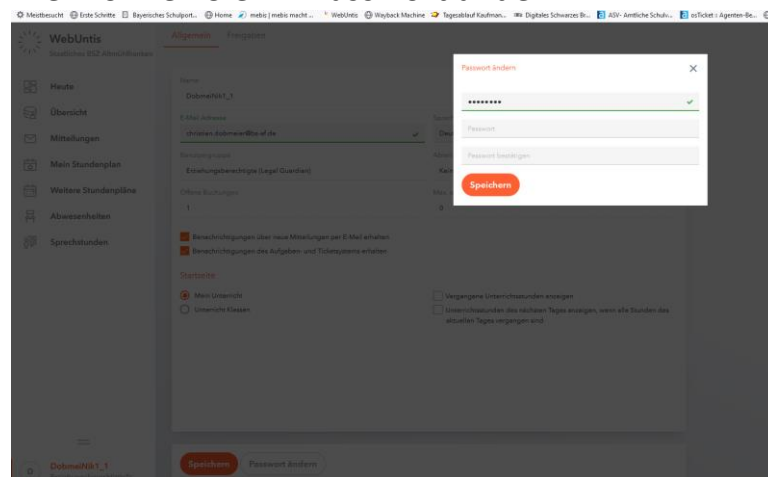 Meistbesucht Erste Schritte Bayerisches Schulport... Home mebis | mebis macht ... WebUntis Wayback Machine Tagesablauf Kaufman... Digitales Schwarzes Br... ASV- Amtliche Schulv... osTicket :: Agenten-Be...
WebUntis
Allgemein Freigaben
Passwort ändern
Heute
Name
DobmeiNik1_1
Übersicht
E-Mail Adresse
Passwort
Mitteilungen
Benutzergruppe
Passwort bestätigen
Mein Stundenplan
Erziehungsberechtigte (Legal Guardian)
Speichern
Weitere Stundenpläne
Offene Buchungen
1
3
Abwesenheiten
Sprechstunden
Benachrichtigungen über neue Mitteilungen per E-Mail erhalten
Benachrichtigungen des Aufgaben- und Ticketsystems erhalten
Startseite
Mein Unterricht
Vergangene Unterrichtsstunden anzeigen
Unterricht Klassen
Unterrichtsstunden des nächsten Tages anzeigen, wenn alle Stunden des
aktuellen Tages vergangen sind.
DobmeiNik1_1
Speichern Passwort ändern